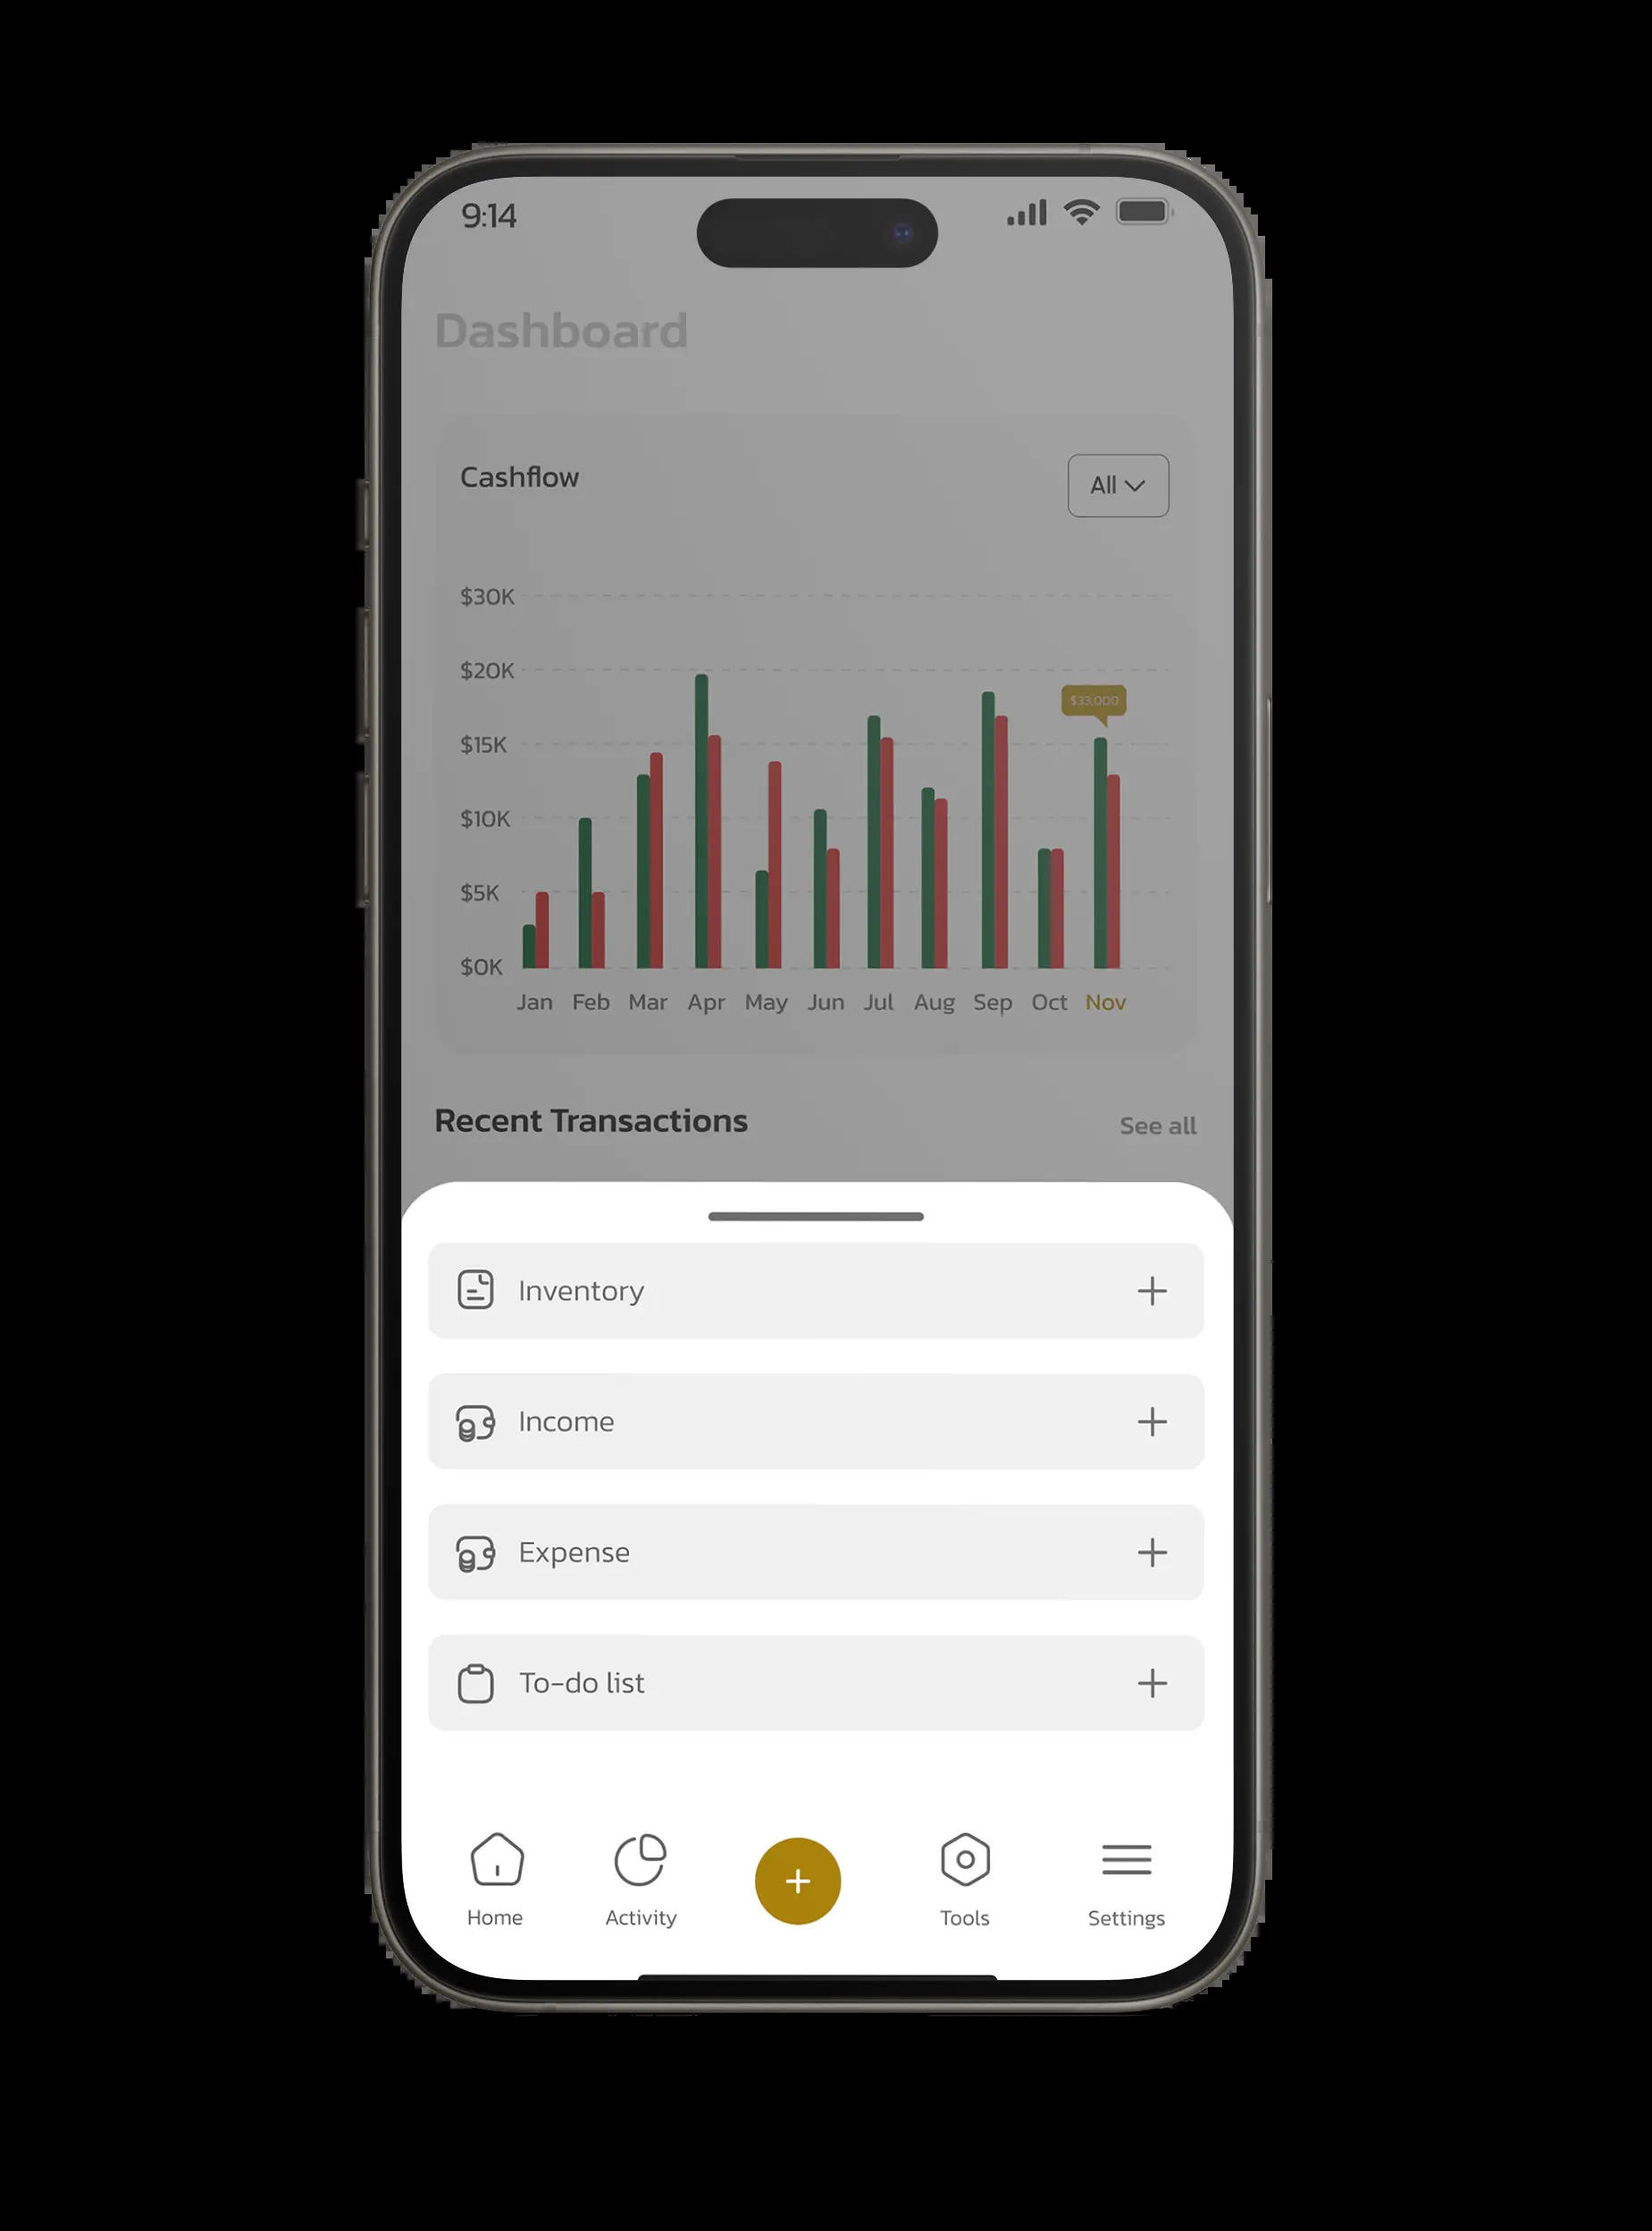 9:14
Dashboard
Cashflow
All
$30K
$20K
$15K
$10K
$5K
$0K
$33,000
Jan Feb Mar Apr May Jun Jul Aug Sep Oct Nov
Recent Transactions
See all
Inventory
Income
Expense
To-do list
Home Activity Tools Settings